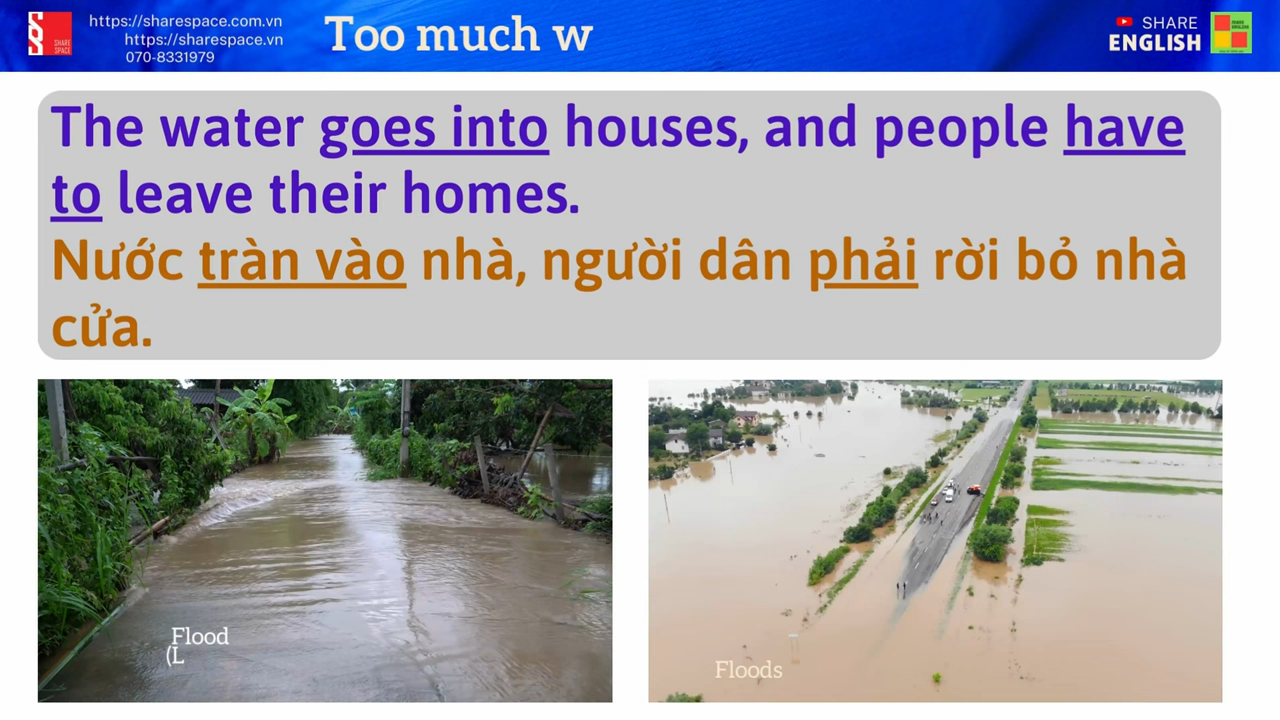 https://sharespace.com.vn
https://sharespace.vn
070-8331979
SHARE
SPACE
Too much w
SHARE
ENGLISH
The water goes into houses, and people have
to leave their homes.
Nước tràn vào nhà, người dân phải rời bỏ nhà
cửa.
Flood
(L
Floods